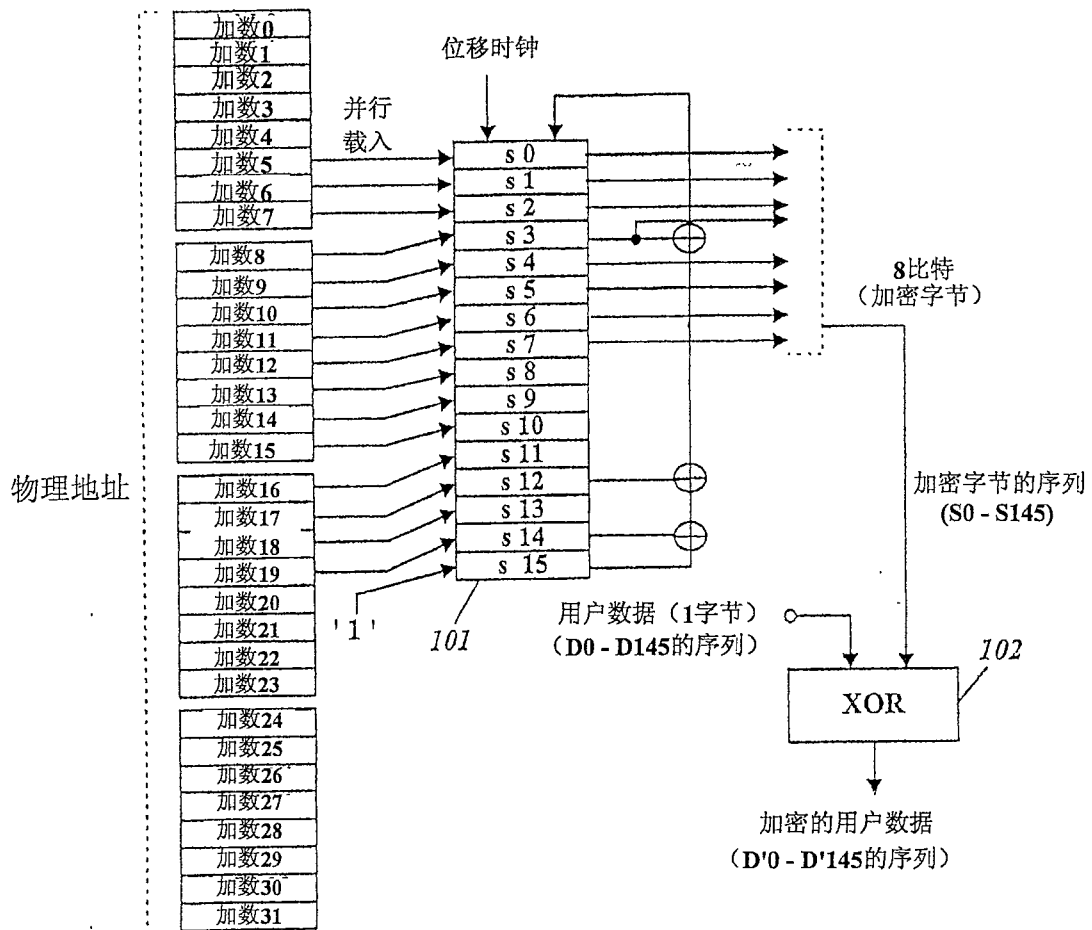 加数0
加数1
加数2
加数3
加数4
加数5
加数6
加数7
加数8
加数9
加数10
加数11
加数12
加数13
加数14
加数15
加数16
加数17
加数18
加数19
加数20
加数21
加数22
加数23
加数24
加数25
加数26
加数27
加数28
加数29
加数30
加数31
物理地址
并行
载入
'1'
位移时钟
s 0
s 1
s 2
s 3
s 4
s 5
s 6
s 7
s 8
s 9
s 10
s 11
s 12
s 13
s 14
s 15
101
8比特
(加密字节)
加密字节的序列
(S0 - S145)
用户数据(1字节)
(D0 - D145的序列)
102
XOR
加密的用户数据
(D'0 - D'145的序列)